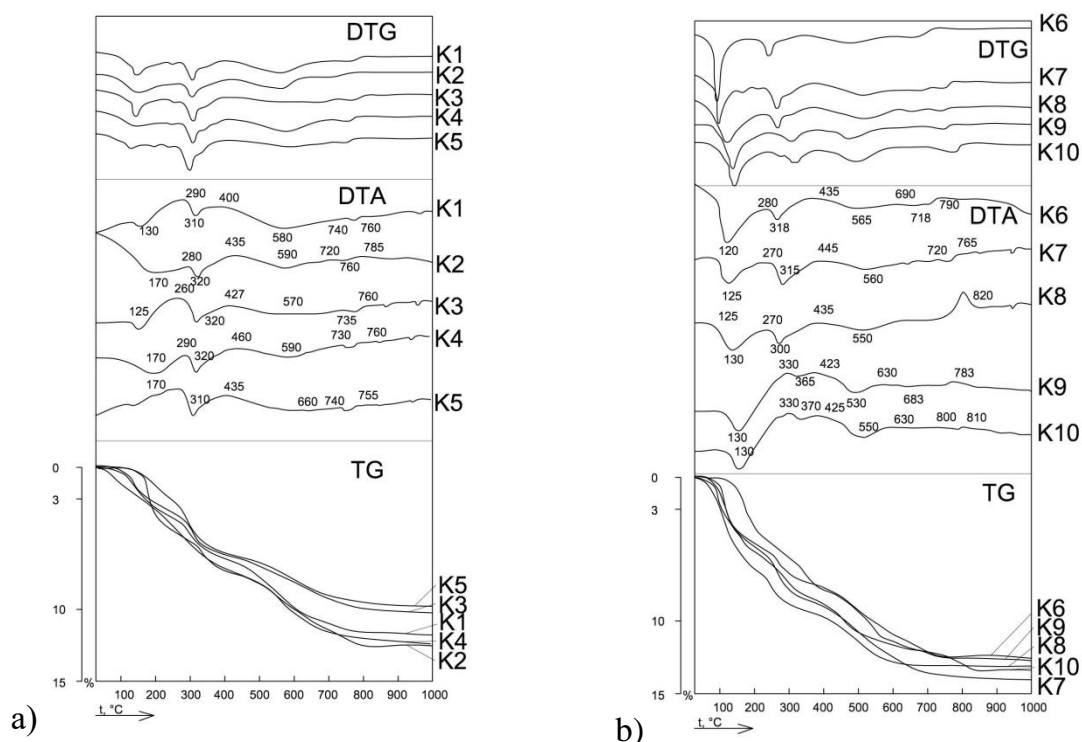 DTG
K1
K2
K3
K4
K5
DTA
290
400
K1
130
310
580
740
760
280
435
590
720
785
K2
170
320
760
260
427
570
760
K3
125
320
735
290
460
730
760
K4
170
320
590
170
435
755
K5
310
660
740
TG
0
3
10
15
%
K5
K3
K1
K4
K2
100 200 300 400 500 600 700 800 900 1000
t, °C
a)
K6
DTG
K7
K8
K9
K10
DTA
280
435
690
790
K6
120
318
565
718
270
445
720
765
K7
125
315
560
125
270
435
820
K8
130
300
550
330
423
630
783
K9
130
365
530
683
330
370
425
630
800
810
K10
130
550
TG
0
3
10
15
%
K6
K9
K8
K10
K7
100 200 300 400 500 600 700 800 900 1000
t, °C
b)